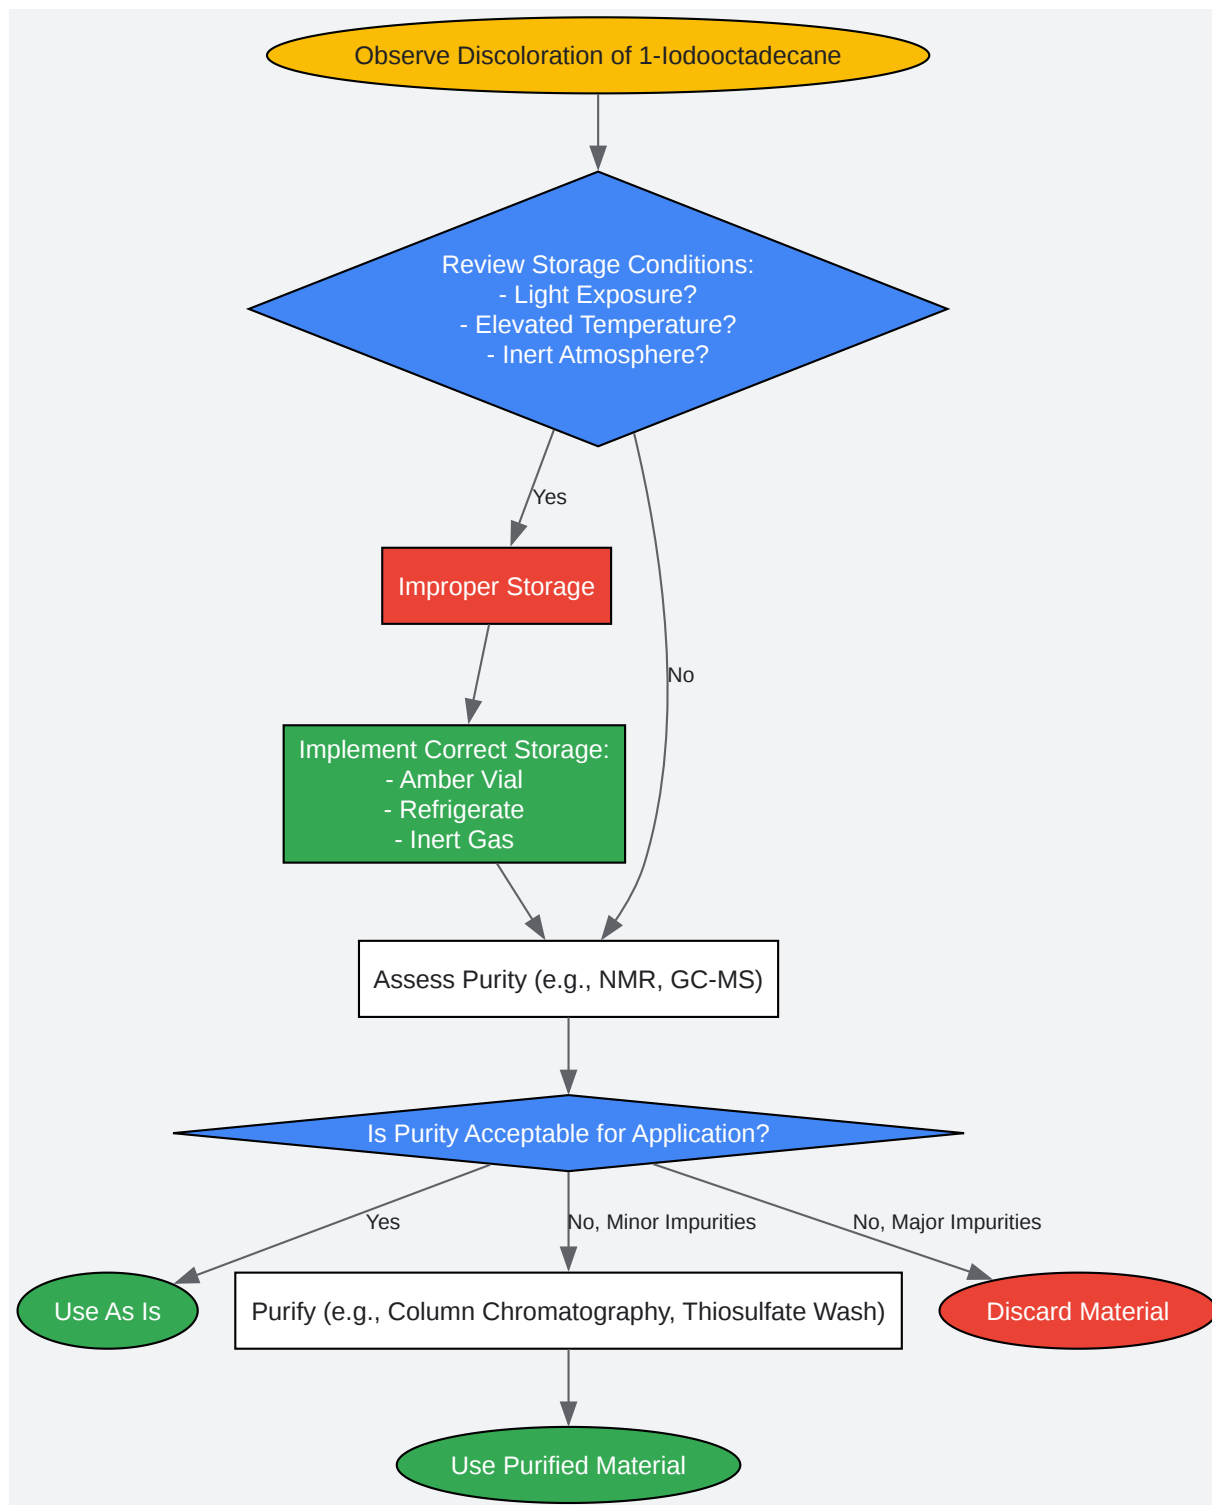 Observe Discoloration of 1-Iodooctadecane
Review Storage Conditions:
- Light Exposure?
- Elevated Temperature?
- Inert Atmosphere?
Yes
Improper Storage
No
Implement Correct Storage:
- Amber Vial
- Refrigerate
- Inert Gas
Assess Purity (e.g., NMR, GC-MS)
Is Purity Acceptable for Application?
Yes
No, Minor Impurities
No, Major Impurities
Use As Is
Purify (e.g., Column Chromatography, Thiosulfate Wash)
Discard Material
Use Purified Material